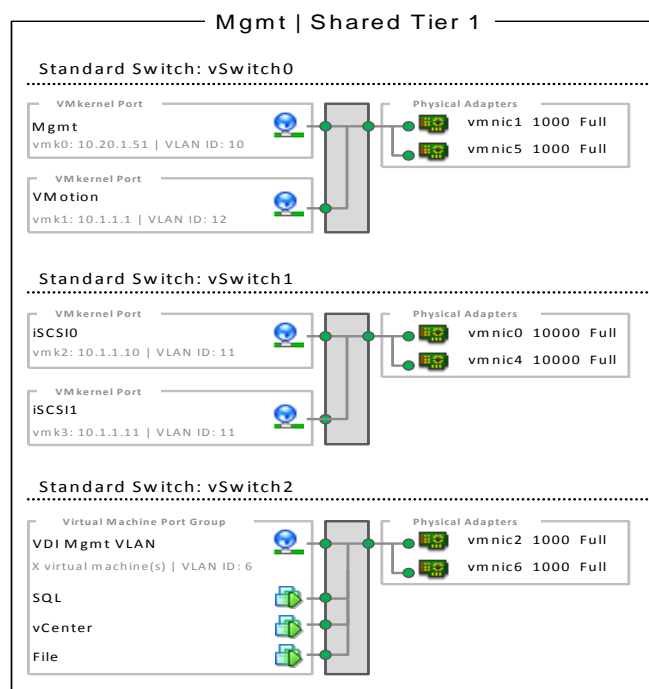 Mgmt | Shared Tier 1
Standard Switch: vSwitch0
VMkernel Port
Physical Adapters
Mgmt
vmk0: 10.20.1.51 | VLAN ID: 10
vmnic1 1000 Full
vmnic5 1000 Full
VMkernel Port
VMotion
vmk1: 10.1.1.1 | VLAN ID: 12
Standard Switch: vSwitch1
VMkernel Port
Physical Adapters
iSCSI0
vmk2: 10.1.1.10 | VLAN ID: 11
vmnic0 10000 Full
vmnic4 10000 Full
VMkernel Port
iSCSI1
vmk3: 10.1.1.11 | VLAN ID: 11
Standard Switch: vSwitch2
Virtual Machine Port Group
Physical Adapters
VDI Mgmt VLAN
X virtual machine(s) | VLAN ID: 6
vmnic2 1000 Full
vmnic6 1000 Full
SQL
vCenter
File